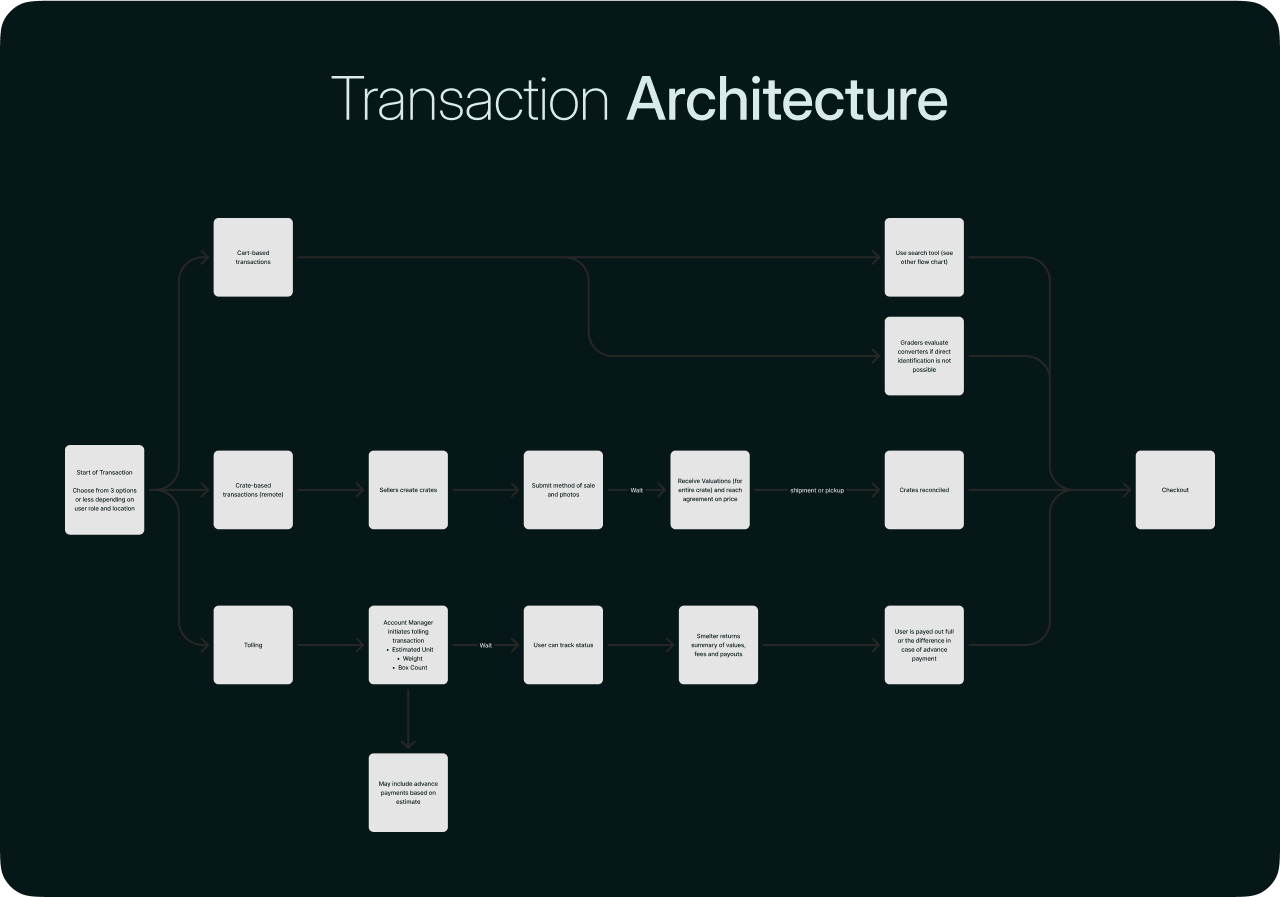 Transaction Architecture
Cart-based
transactions
Use search tool (see
other flow chart)
Graders evaluate
converters if direct
identification is not
possible
Start of Transaction
Choose from 3 options
or less depending on
user role and location
Crate-based
transactions (remote)
Sellers create crates
Submit method of sale
and photos
Wait
Receive Valuations (for
entire crate) and reach
agreement on price
shipment or pickup
Crates reconciled
Checkout
Tolling
Account Manager
initiates tolling
transaction
• Estimated Unit
• Weight
• Box Count
Wait
User can track status
Smelter returns
summary of values,
fees and payouts
User is payed out full
or the difference in
case of advance
payment
May include advance
payments based on
estimate